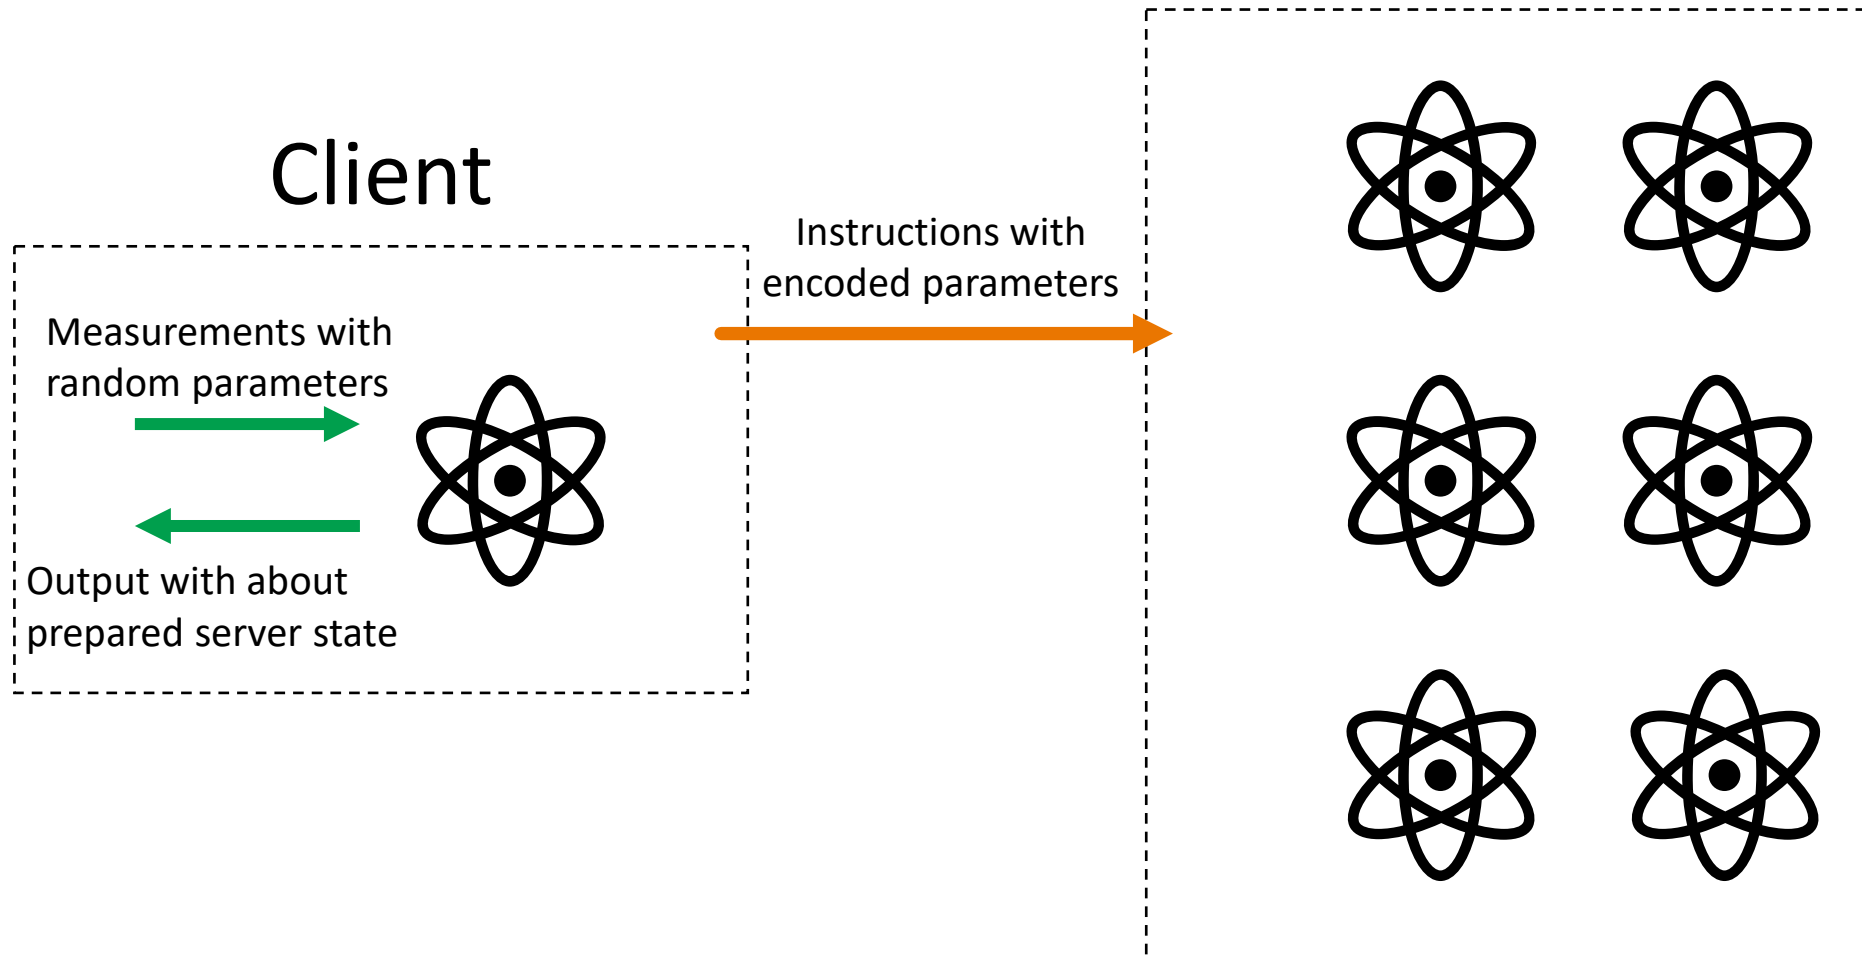 Client
Instructions with
encoded parameters
Measurements with
random parameters
Output with about
prepared server state